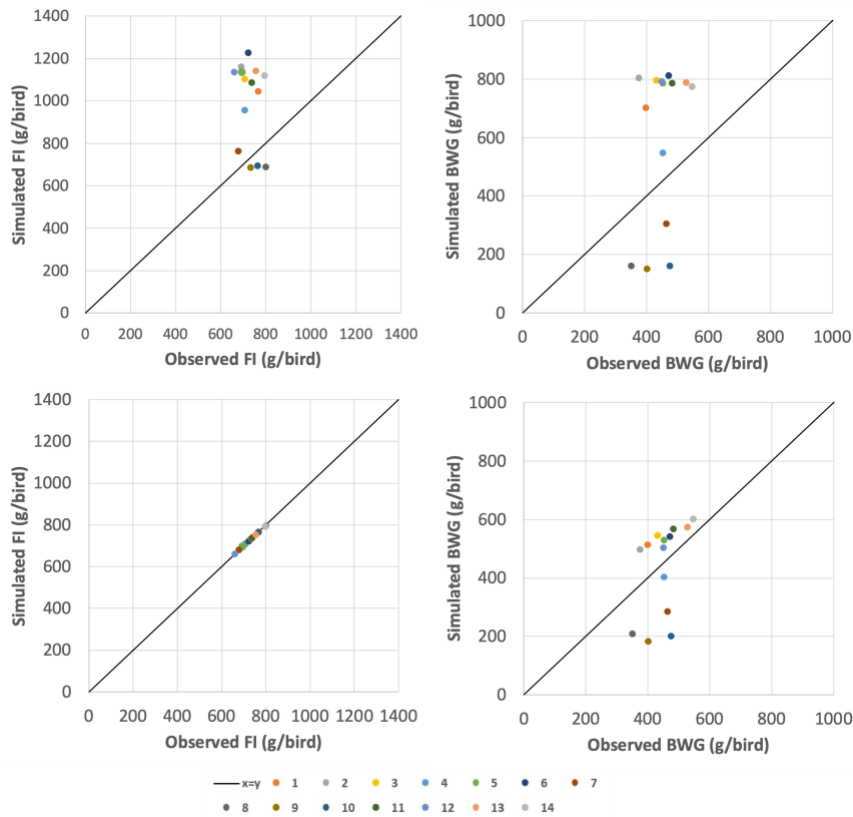 1400
1200
1000
800
600
400
200
0
Simulated FI (g/bird)
0 200 400 600 800 1000 1200 1400
Observed FI (g/bird)
1000
800
600
400
200
0
Simulated BWG (g/bird)
0 200 400 600 800 1000
Observed BWG (g/bird)
1400
1200
1000
800
600
400
200
0
Simulated FI (g/bird)
0 200 400 600 800 1000 1200 1400
Observed FI (g/bird)
1000
800
600
400
200
0
Simulated BWG (g/bird)
0 200 400 600 800 1000
Observed BWG (g/bird)
x=y 1 2 3 4 5 6 7
8 9 10 11 12 13 14